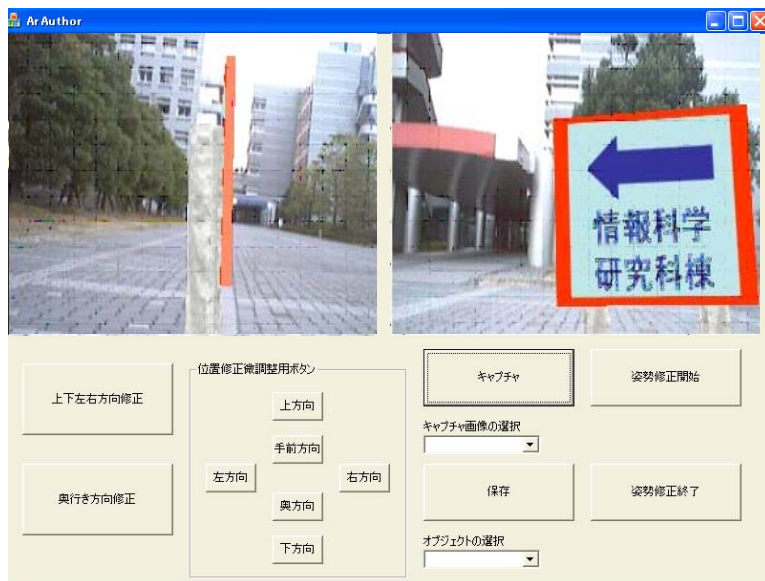 ArAuthor
情報科学
研究科棟
上下左右方向修正
奥行き方向修正
位置修正微調整用ボタン
上方向
手前方向
左方向
右方向
奥方向
下方向
キャプチャ
姿勢修正開始
キャプチャ画像の選択
保存
姿勢修正終了
オブジェクトの選択